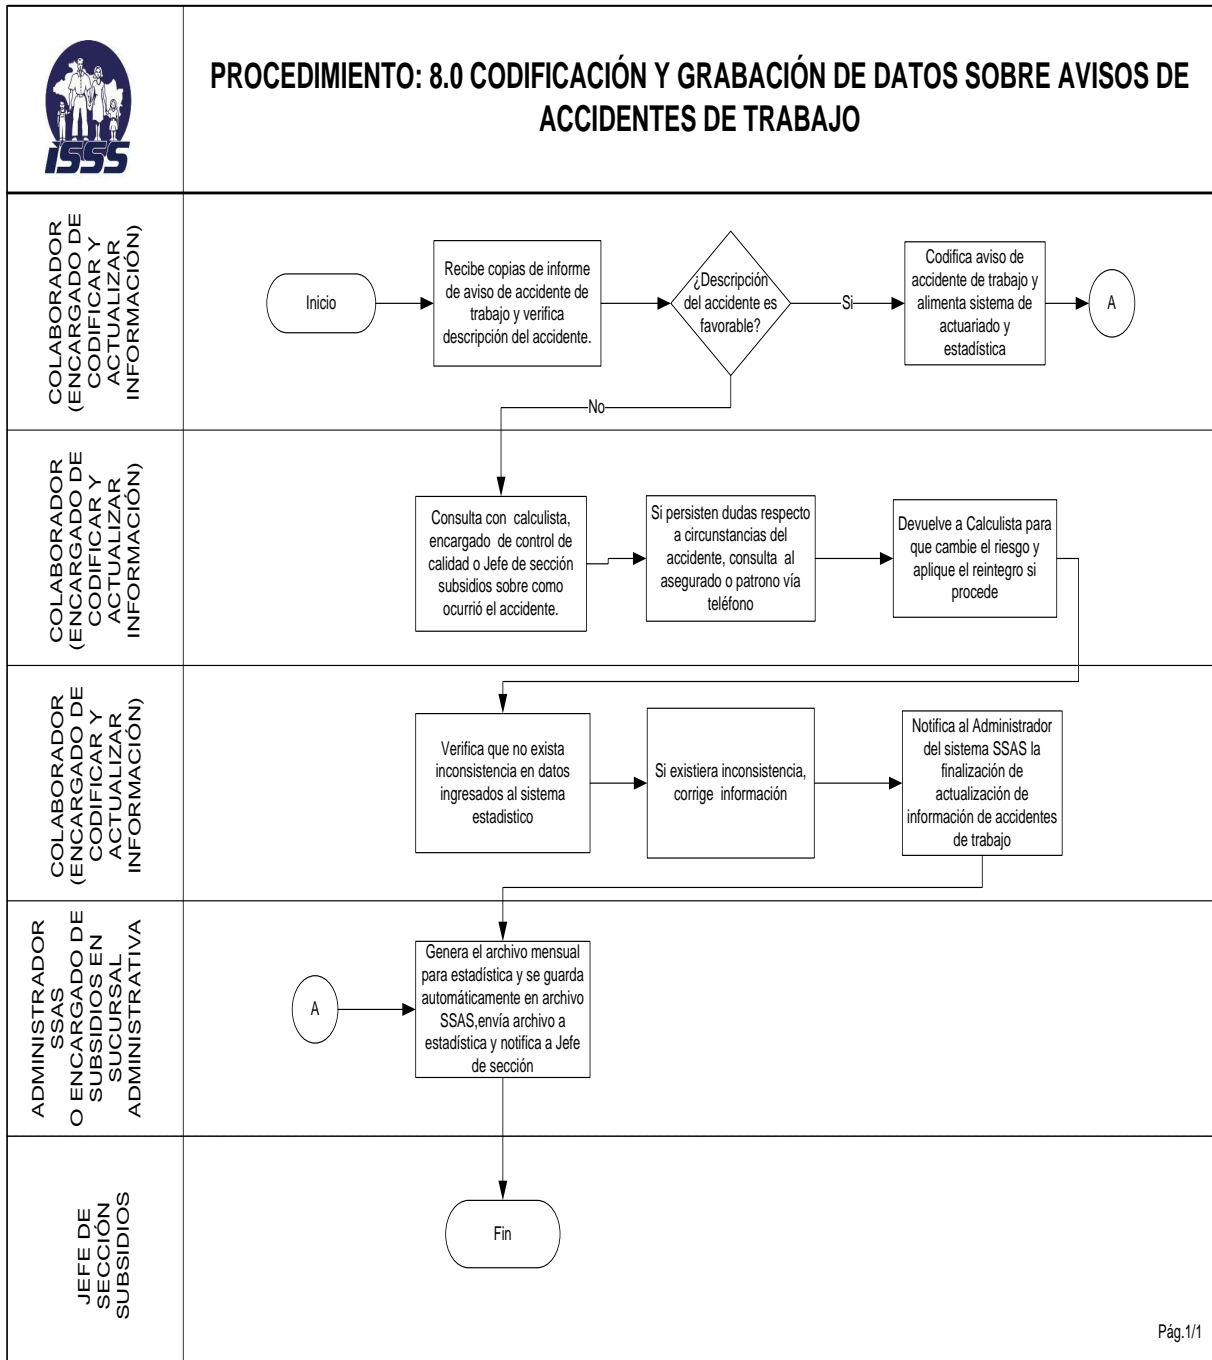 ISSS
PROCEDIMIENTO: 8.0 CODIFICACIÓN Y GRABACIÓN DE DATOS SOBRE AVISOS DE
ACCIDENTES DE TRABAJO
COLABORADOR
(ENCARGADO DE
CODIFICAR Y
ACTUALIZAR
INFORMACIÓN)
Inicio
Recibe copias de informe
de aviso de accidente de
trabajo y verifica
descripción del accidente.
¿Descripción
del accidente es
favorable?
Si
Codifica aviso de
accidente de trabajo y
alimenta sistema de
actuariado y
estadística
A
No
COLABORADOR
(ENCARGADO DE
CODIFICAR Y
ACTUALIZAR
INFORMACIÓN)
Consulta con calculista,
encargado de control de
calidad o Jefe de sección
subsidios sobre como
ocurrió el accidente.
Si persisten dudas respecto
a circunstancias del
accidente, consulta al
asegurado o patrono vía
teléfono
Devuelve a Calculista para
que cambie el riesgo y
aplique el reintegro si
procede
COLABORADOR
(ENCARGADO DE
CODIFICAR Y
ACTUALIZAR
INFORMACIÓN)
Verifica que no exista
inconsistencia en datos
ingresados al sistema
estadistico
Si existiera inconsistencia,
corrige información
Notifica al Administrador
del sistema SSAS la
finalización de
actualización de
información de accidentes
de trabajo
ADMINISTRADOR
SSAS
O ENCARGADO DE
SUBSIDIOS EN
SUCURSAL
ADMINISTRATIVA
A
Genera el archivo mensual
para estadística y se guarda
automáticamente en archivo
SSAS,envía archivo a
estadística y notifica a Jefe
de sección
JEFE DE
SECCIÓN
SUBSIDIOS
Fin
Pág.1/1